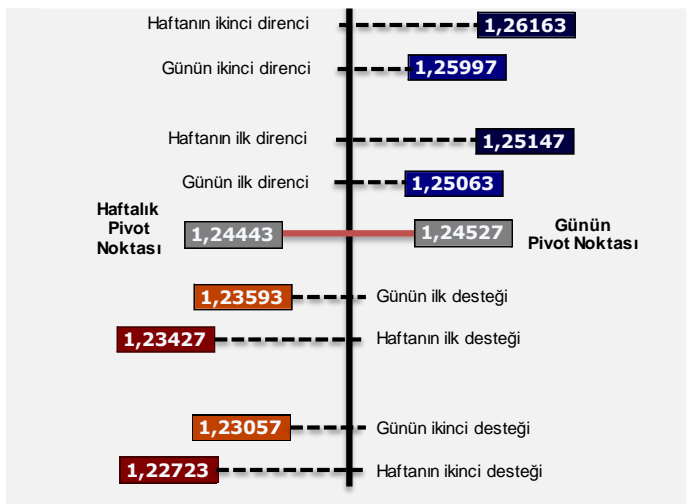 Haftanın ikinci direnci
1,26163
Günün ikinci direnci
1,25997
Haftanın ilk direnci
1,25147
Günün ilk direnci
1,25063
Haftalık
Pivot
Noktası
1,24443
1,24527
Günün
Pivot Noktası
1,23593
Günün ilk desteği
1,23427
Haftanın ilk desteği
1,23057
Günün ikinci desteği
1,22723
Haftanın ikinci desteği